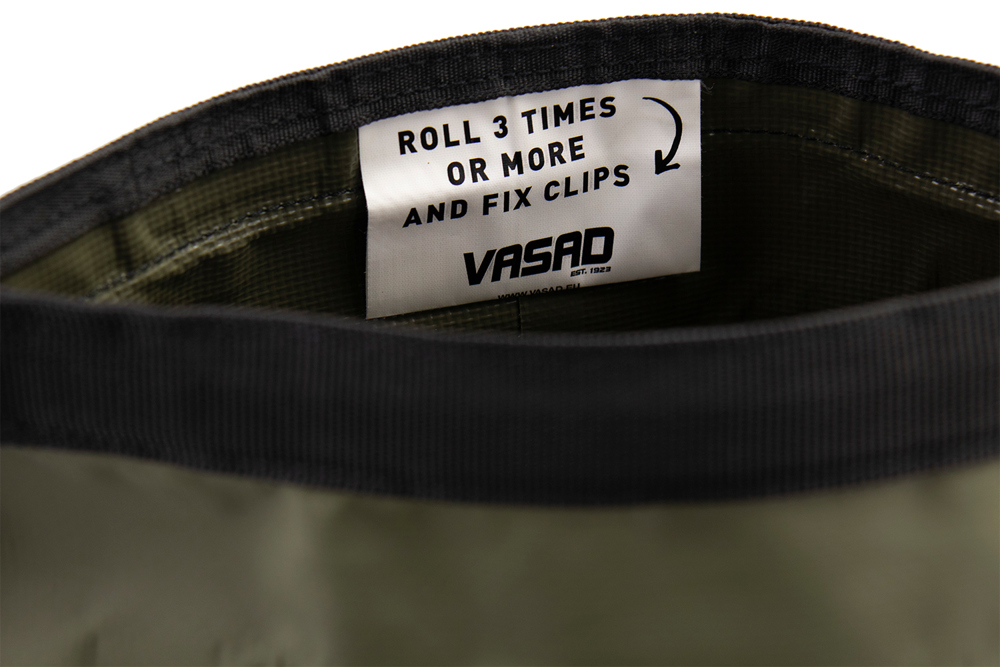 ROLL 3 TIMES
OR MORE
AND FIX CLIPS
VASAD
EST. 1923
WWW.VASAD.EU